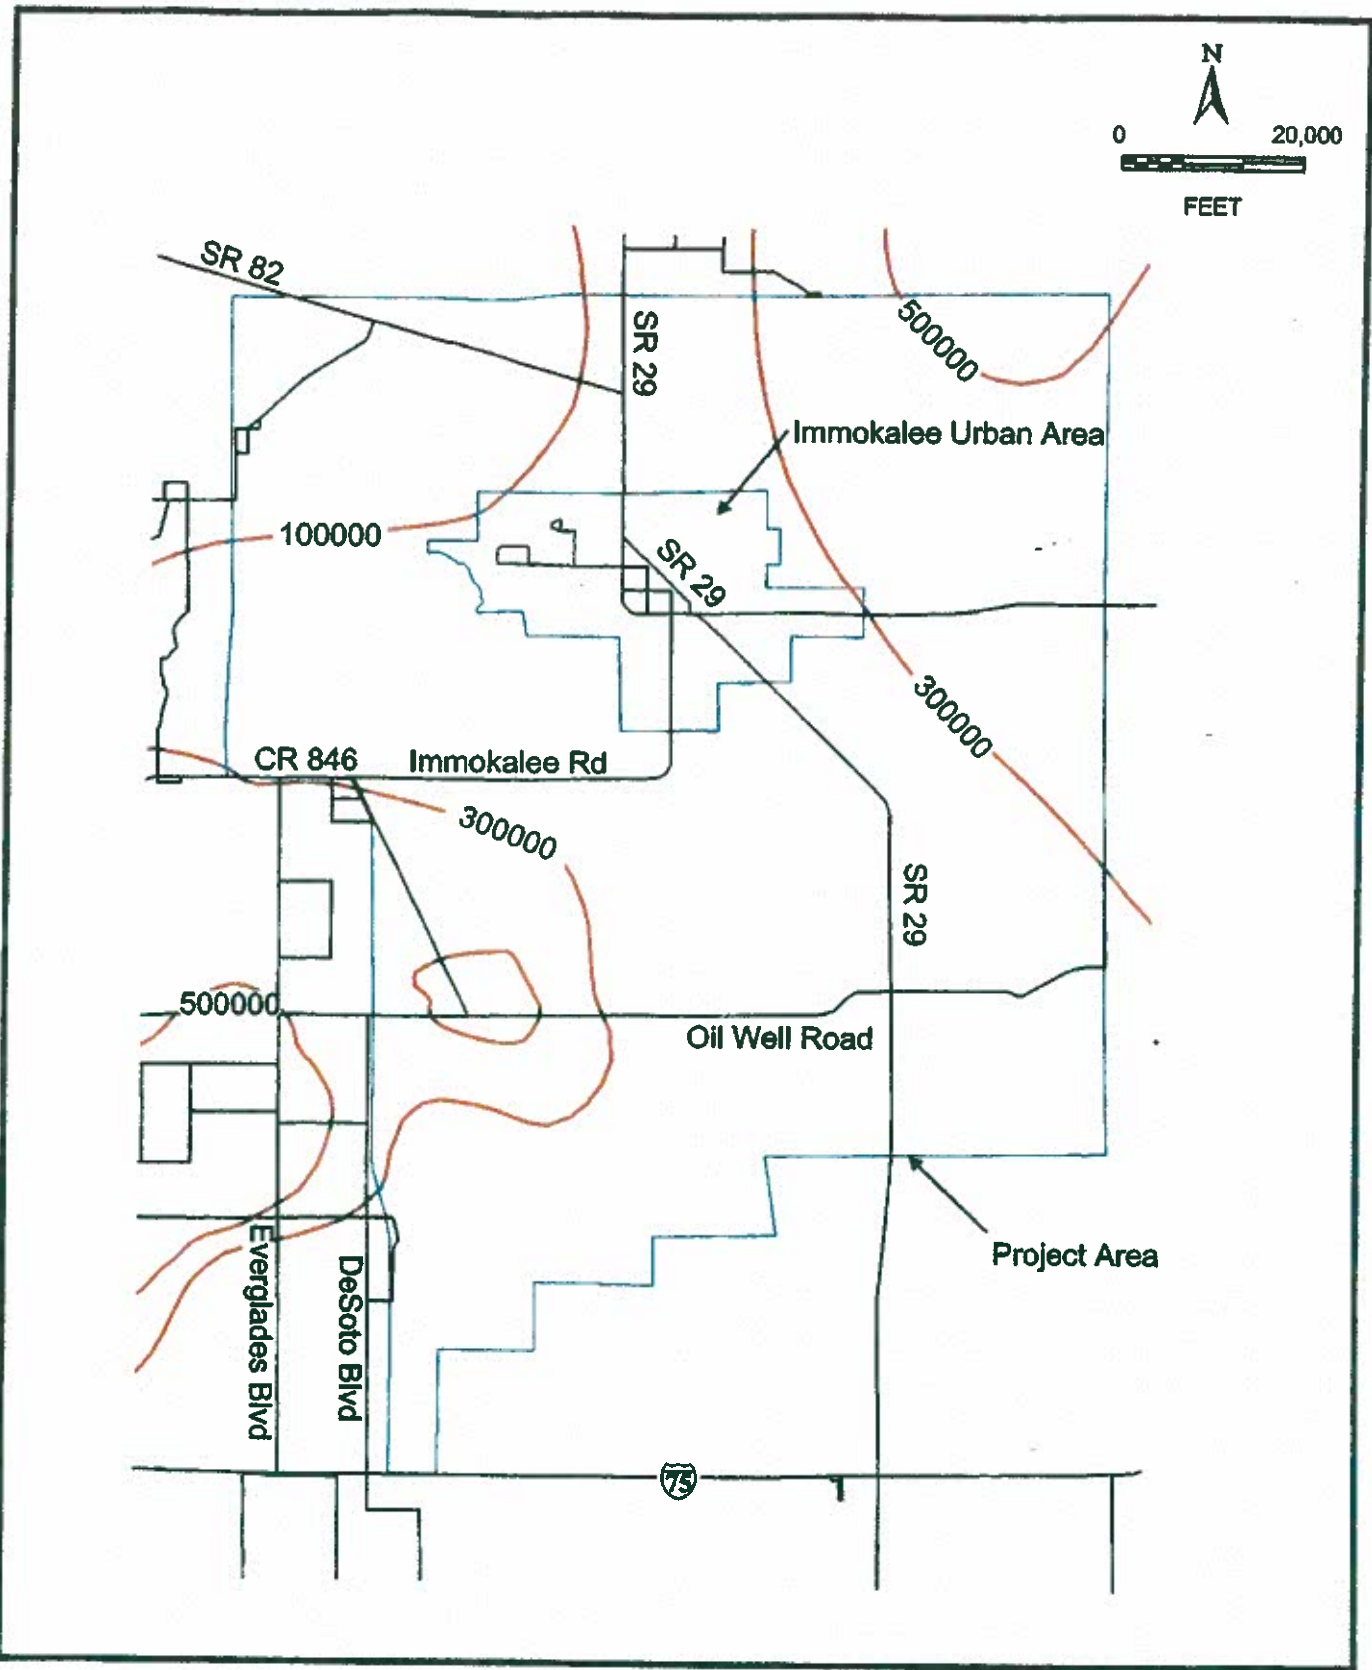 N
0 20,000
FEET
SR 82
SR 29
500000
Immokalee Urban Area
100000
SR 29
300000
CR 846
Immokalee Rd
300000
SR 29
500000
Oil Well Road
Project Area
Everglades Blvd
DeSoto Blvd
75